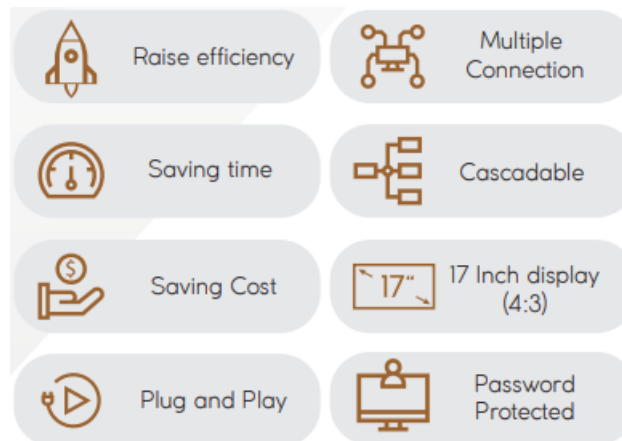 Raise efficiency
Multiple
Connection
Saving time
Cascadable
$
Saving Cost
17“
17 Inch display
(4:3)
Plug and Play
Password
Protected